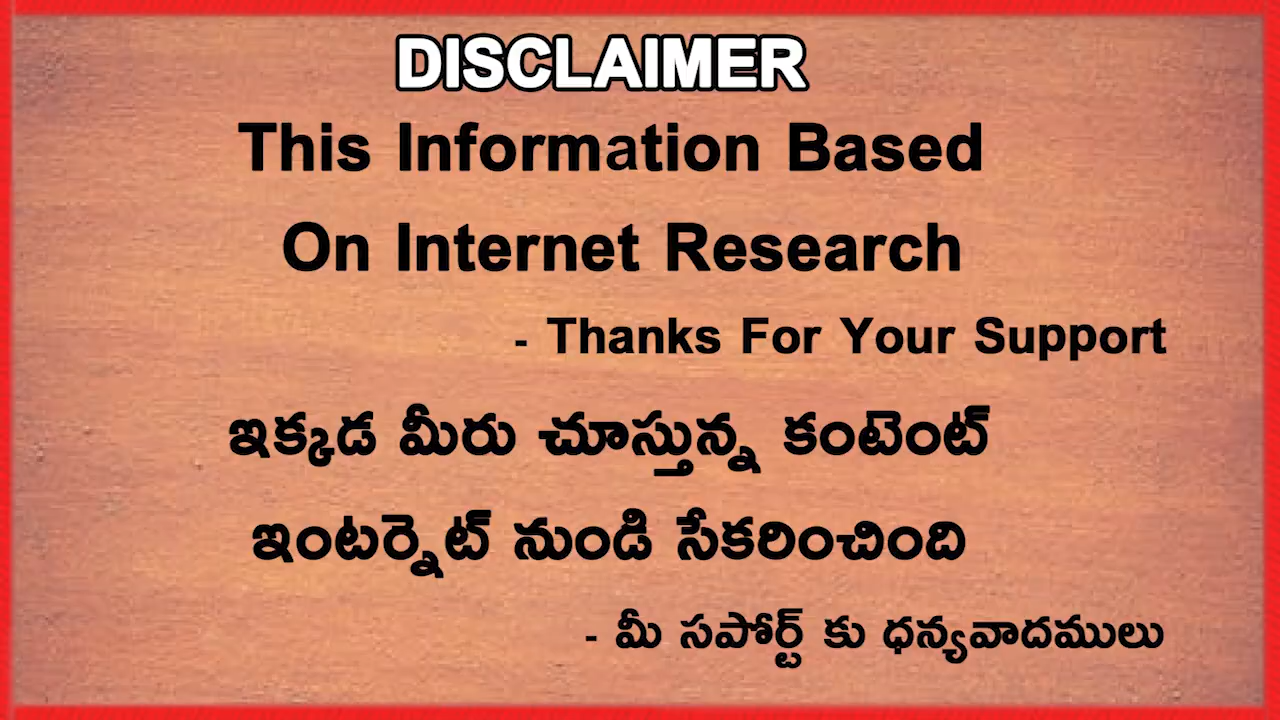 DISCLAIMER
This Information Based
On Internet Research
- Thanks For Your Support
ఇక్కడ మీరు చూస్తున్న కంటెంట్
ఇంటర్నెట్ నుండి సేకరించింది
- మీ సపోర్ట్ కు ధన్యవాదములు